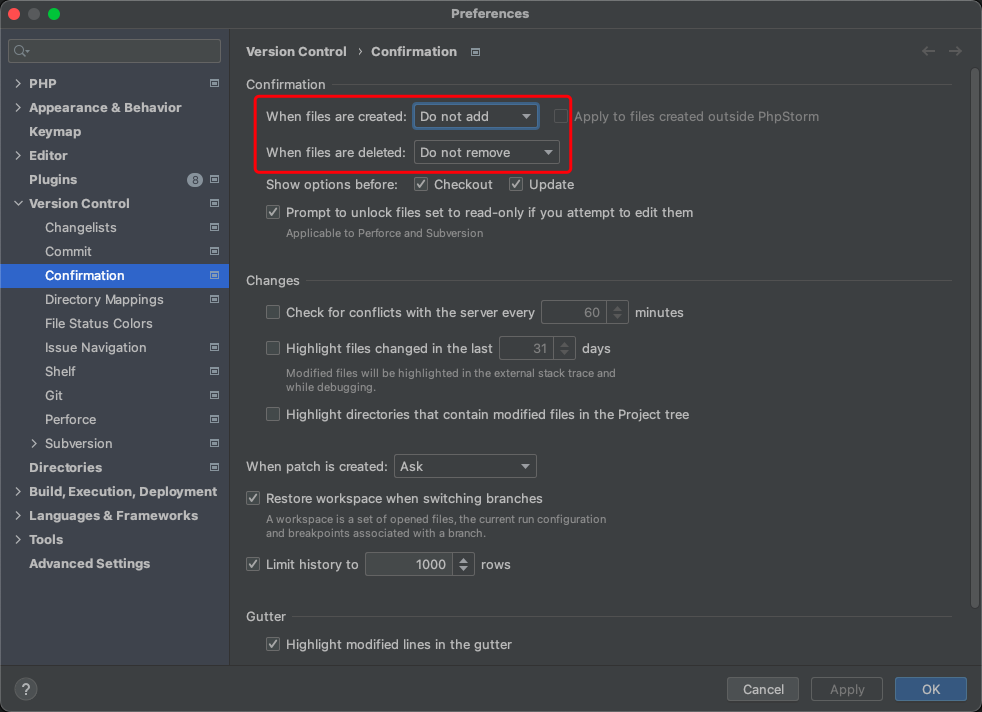 Preferences
PHP
Appearance & Behavior
Keymap
Editor
Plugins 8
Version Control
Changelists
Commit
Confirmation
Directory Mappings
File Status Colors
Issue Navigation
Shelf
Git
Perforce
Subversion
Directories
Build, Execution, Deployment
Languages & Frameworks
Tools
Advanced Settings
Version Control › Confirmation
Confirmation
When files are created: Do not add Apply to files created outside PhpStorm
When files are deleted: Do not remove
Show options before: Checkout Update
Prompt to unlock files set to read-only if you attempt to edit them
Applicable to Perforce and Subversion
Changes
Check for conflicts with the server every 60 minutes
Highlight files changed in the last 31 days
Modified files will be highlighted in the external stack trace and
while debugging.
Highlight directories that contain modified files in the Project tree
When patch is created: Ask
Restore workspace when switching branches
A workspace is a set of opened files, the current run configuration
and breakpoints associated with a branch.
Limit history to 1000 rows
Gutter
Highlight modified lines in the gutter
? Cancel Apply OK